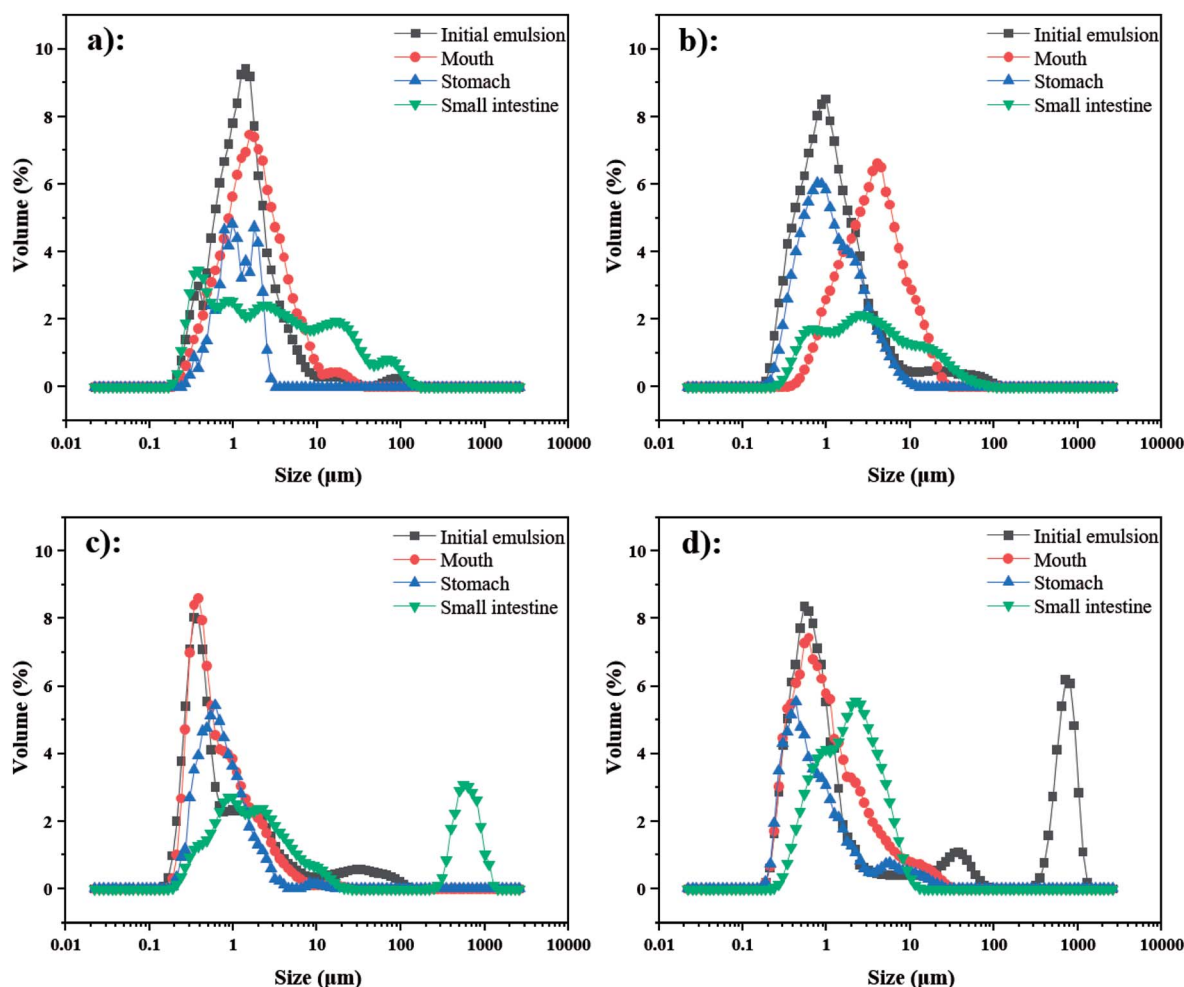 a):
Initial emulsion
Mouth
Stomach
Small intestine
10
8
6
4
2
0
Volume (%)
0.01 0.1 1 10 100 1000 10000
Size (μm)
b):
Initial emulsion
Mouth
Stomach
Small intestine
10
8
6
4
2
0
Volume (%)
0.01 0.1 1 10 100 1000 10000
Size (μm)
c):
Initial emulsion
Mouth
Stomach
Small intestine
10
8
6
4
2
0
Volume (%)
0.01 0.1 1 10 100 1000 10000
Size (μm)
d):
Initial emulsion
Mouth
Stomach
Small intestine
10
8
6
4
2
0
Volume (%)
0.01 0.1 1 10 100 1000 10000
Size (μm)